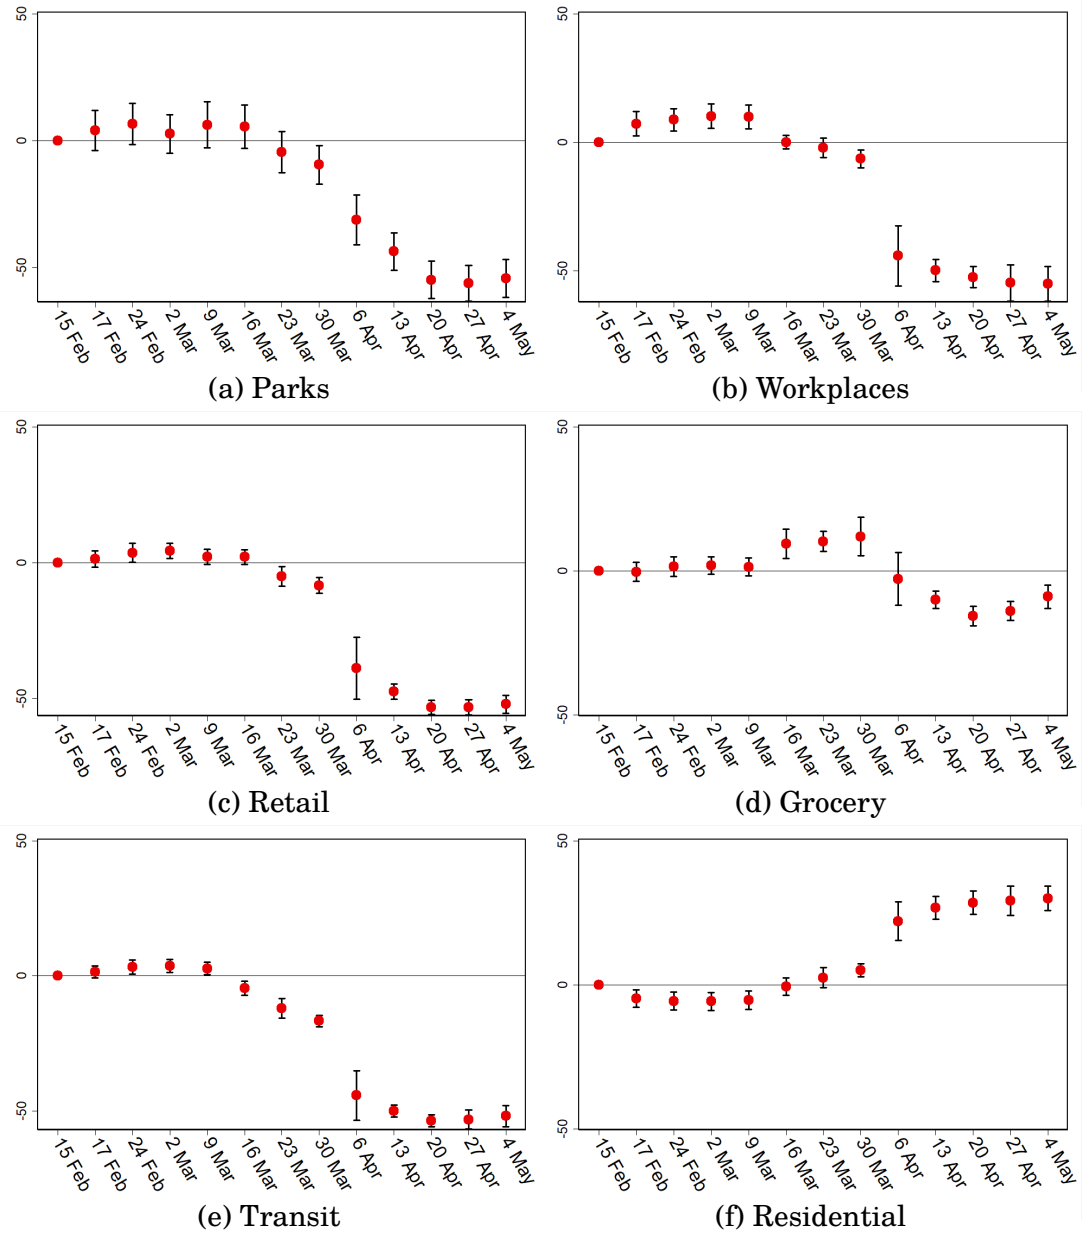 50
0
-50
15 Feb 17 Feb 24 Feb 2 Mar 9 Mar 16 Mar 23 Mar 30 Mar 6 Apr 13 Apr 20 Apr 27 Apr 4 May
(a) Parks
50
0
-50
15 Feb 17 Feb 24 Feb 2 Mar 9 Mar 16 Mar 23 Mar 30 Mar 6 Apr 13 Apr 20 Apr 27 Apr 4 May
(b) Workplaces
50
0
-50
15 Feb 17 Feb 24 Feb 2 Mar 9 Mar 16 Mar 23 Mar 30 Mar 6 Apr 13 Apr 20 Apr 27 Apr 4 May
(c) Retail
50
0
-50
15 Feb 17 Feb 24 Feb 2 Mar 9 Mar 16 Mar 23 Mar 30 Mar 6 Apr 13 Apr 20 Apr 27 Apr 4 May
(d) Grocery
50
0
-50
15 Feb 17 Feb 24 Feb 2 Mar 9 Mar 16 Mar 23 Mar 30 Mar 6 Apr 13 Apr 20 Apr 27 Apr 4 May
(e) Transit
50
0
-50
15 Feb 17 Feb 24 Feb 2 Mar 9 Mar 16 Mar 23 Mar 30 Mar 6 Apr 13 Apr 20 Apr 27 Apr 4 May
(f) Residential